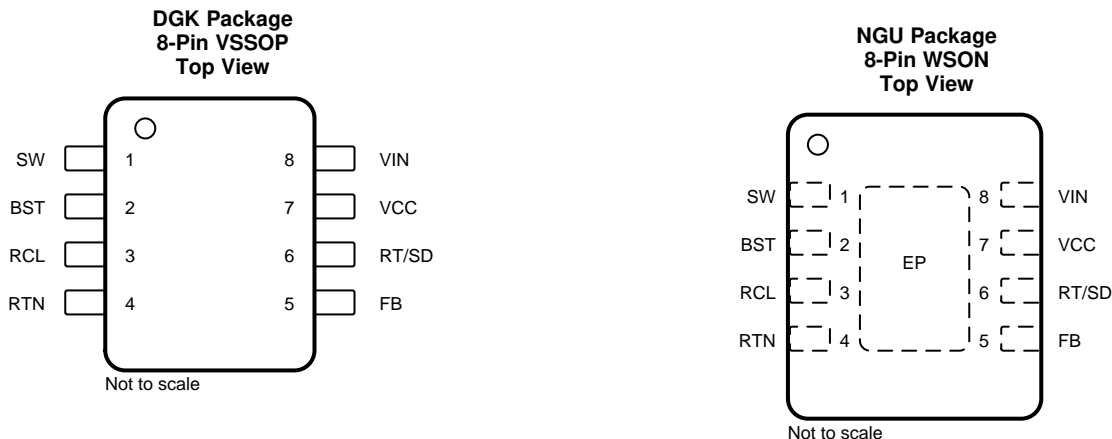 DGK Package
8-Pin VSSOP
Top View
SW 1 8 VIN
BST 2 7 VCC
RCL 3 6 RT/SD
RTN 4 5 FB
Not to scale
NGU Package
8-Pin WSON
Top View
SW 1 8 VIN
BST 2 7 VCC
EP
RCL 3 6 RT/SD
RTN 4 5 FB
Not to scale